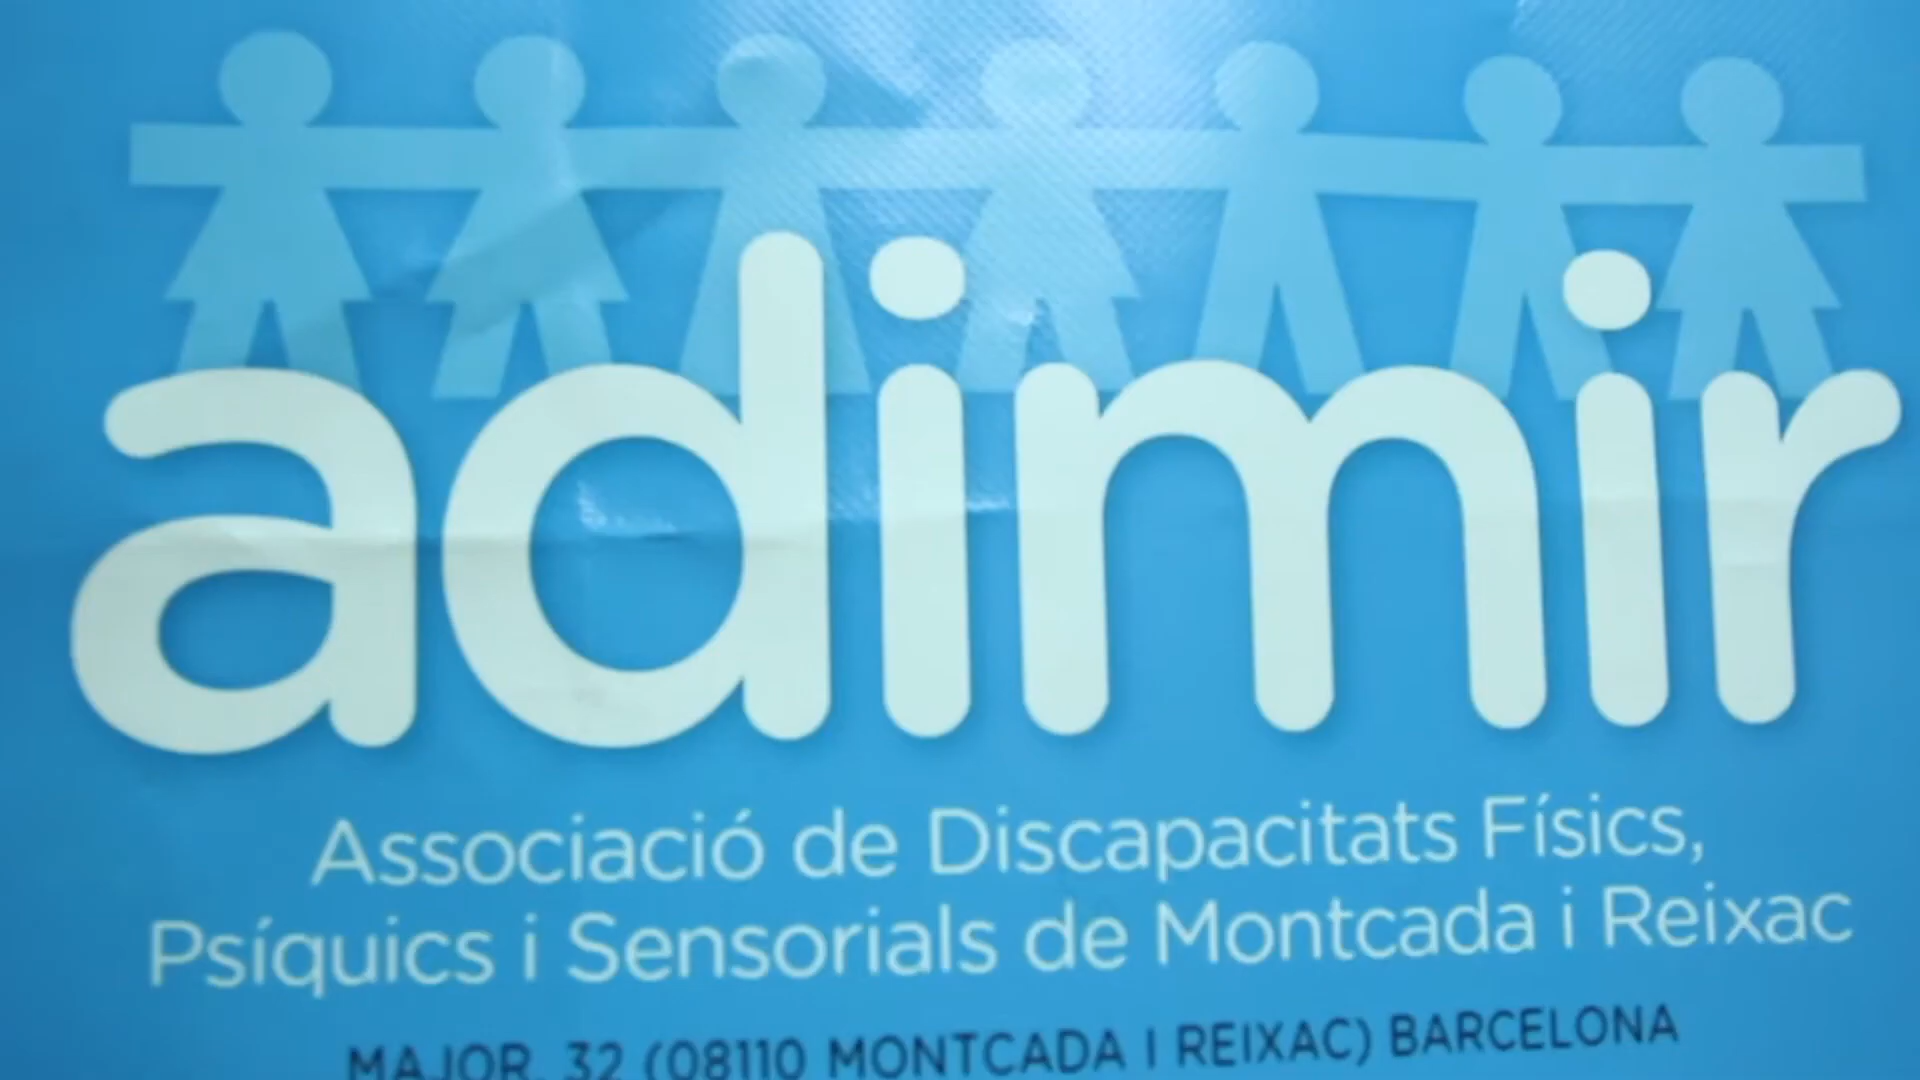 adimir
Associació de Discapacitats Físics,
Psíquics i Sensorials de Montcada i Reixac
MAJOR, 32 (08110 MONTCADA I REIXAC) BARCELONA